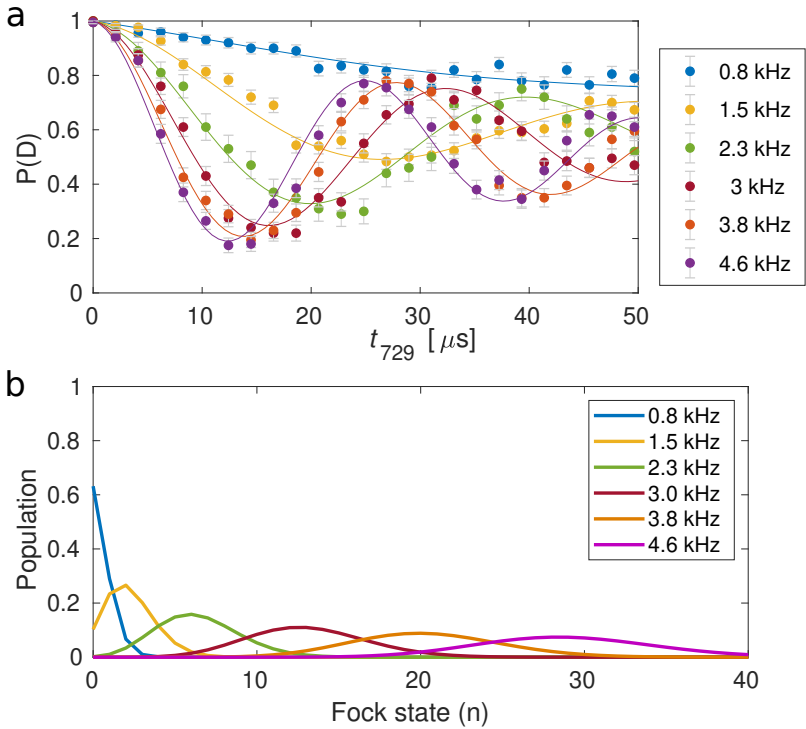 a
1
0.8
0.6
0.4
0.2
0
P(D)
0 10 20 30 40 50
t_729 [ μs]
0.8 kHz
1.5 kHz
2.3 kHz
3 kHz
3.8 kHz
4.6 kHz
b
1
0.8
0.6
0.4
0.2
0
Population
0 10 20 30 40
Fock state (n)
0.8 kHz
1.5 kHz
2.3 kHz
3.0 kHz
3.8 kHz
4.6 kHz